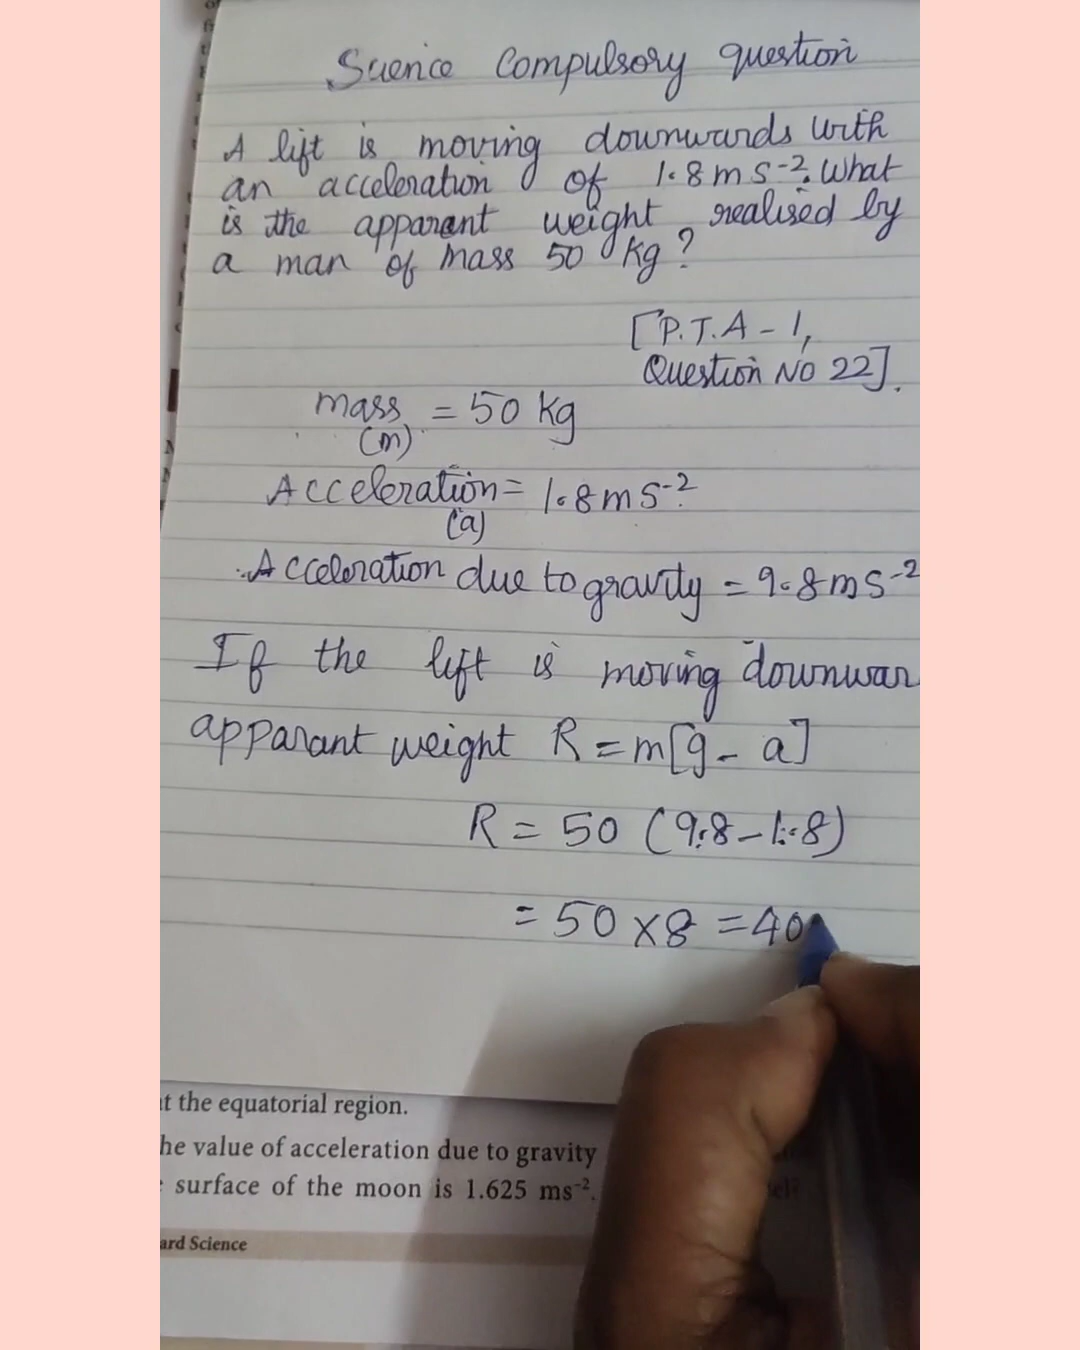 Science Compulsory question
A lift is moving downwards with
an acceleration of 1.8 m s-2. What
is the apparent weight realised by
a man of mass 50 kg?
[P.T.A - 1,
Question No 22].
mass = 50 kg
(m)
Acceleration = 1.8 m s-2
(a)
Acceleration due to gravity = 9.8 m s-2
If the lift is moving downwar
apparant weight R = m[g - a]
R = 50 (9.8 - 1.8)
= 50 × 8 = 40
t the equatorial region.
he value of acceleration due to gravity
surface of the moon is 1.625 ms-2.
ard Science